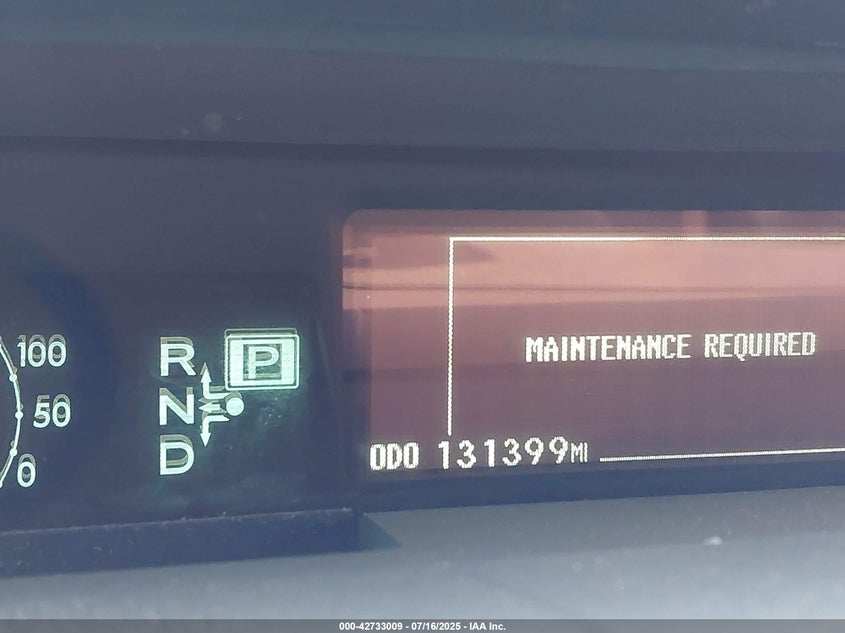 100
50
0
R
P
N
D
MAINTENANCE REQUIRED
ODO 131399MI
000-42733009 - 07/16/2025 - IAA Inc.